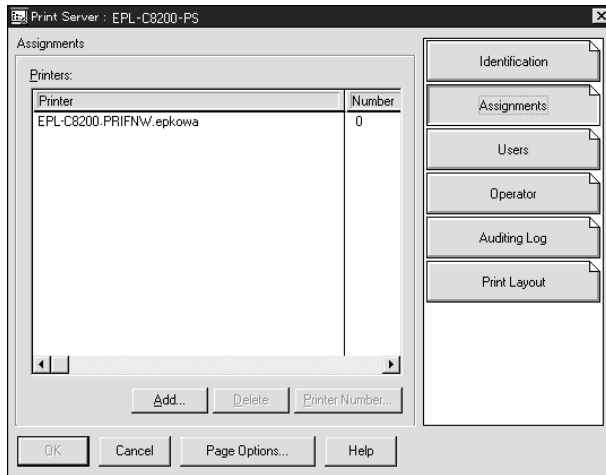 Print Server : EPL-C8200-PS
Assignments
Printers:
Printer Number
EPL-C8200.PRIFNW.epkowa 0
Add... Delete Printer Number...
OK Cancel Page Options... Help
Identification
Assignments
Users
Operator
Auditing Log
Print Layout